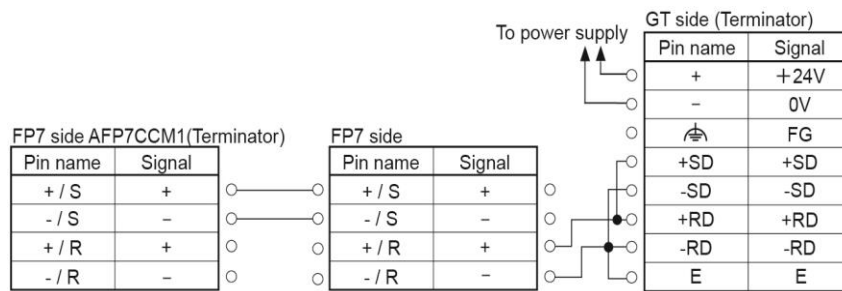 GT side (Terminator)
To power supply
Pin name Signal
+ +24V
− 0V
FG
+SD +SD
-SD -SD
+RD +RD
-RD -RD
E E
FP7 side AFP7CCM1(Terminator)
Pin name Signal
+ / S +
- / S −
+ / R +
- / R −
FP7 side
Pin name Signal
+ / S +
- / S −
+ / R +
- / R −